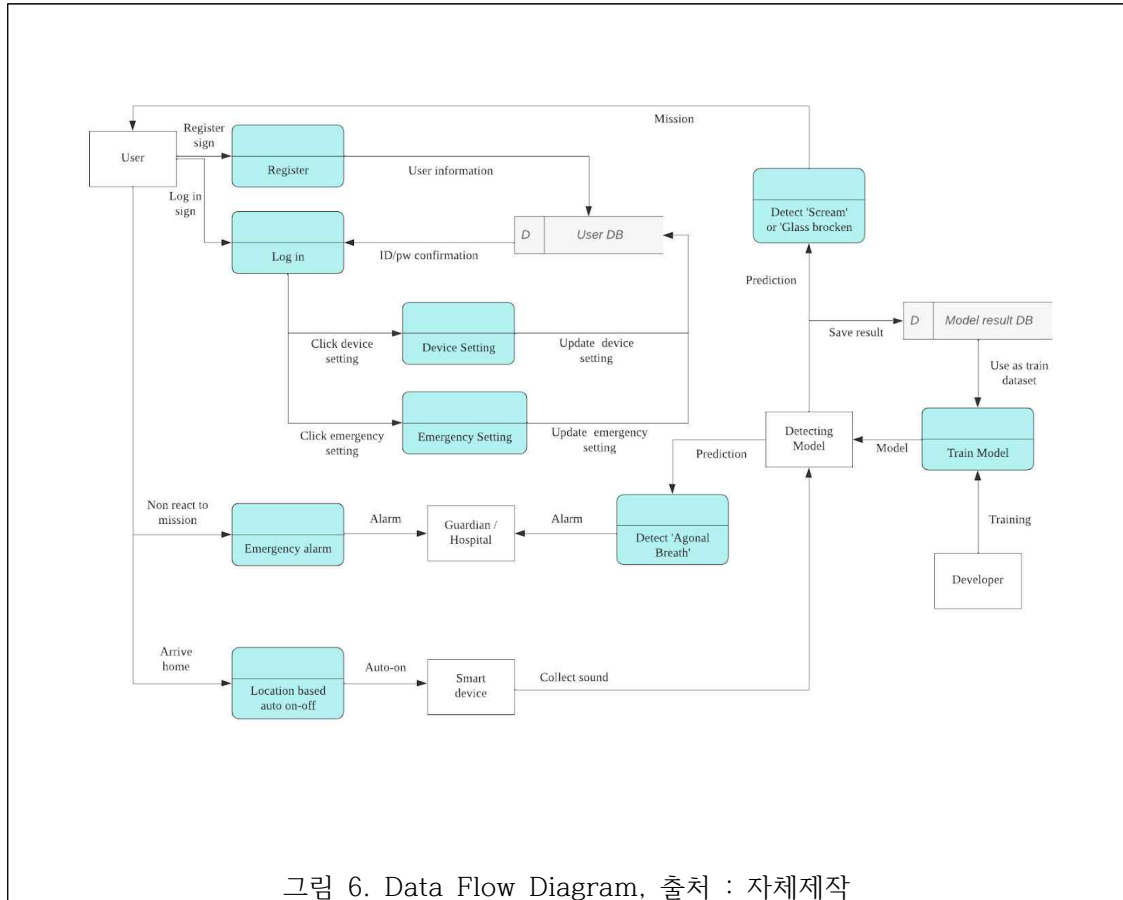 Mission
Register
sign
User
Register
User information
Log in
sign
Detect 'Scream'
or 'Glass brocken
D
User DB
Log in
ID/pw confirmation
Prediction
D
Model result DB
Save result
Click device
setting
Device Setting
Update device
setting
Use as train
dataset
Click emergency
setting
Emergency Setting
Update emergency
setting
Detecting
Model
Model
Train Model
Prediction
Non react to
mission
Emergency alarm
Alarm
Guardian /
Hospital
Alarm
Detect 'Agonal
Breath'
Training
Developer
Arrive
home
Location based
auto on-off
Auto-on
Smart
device
Collect sound
그림 6. Data Flow Diagram, 출처 : 자체제작